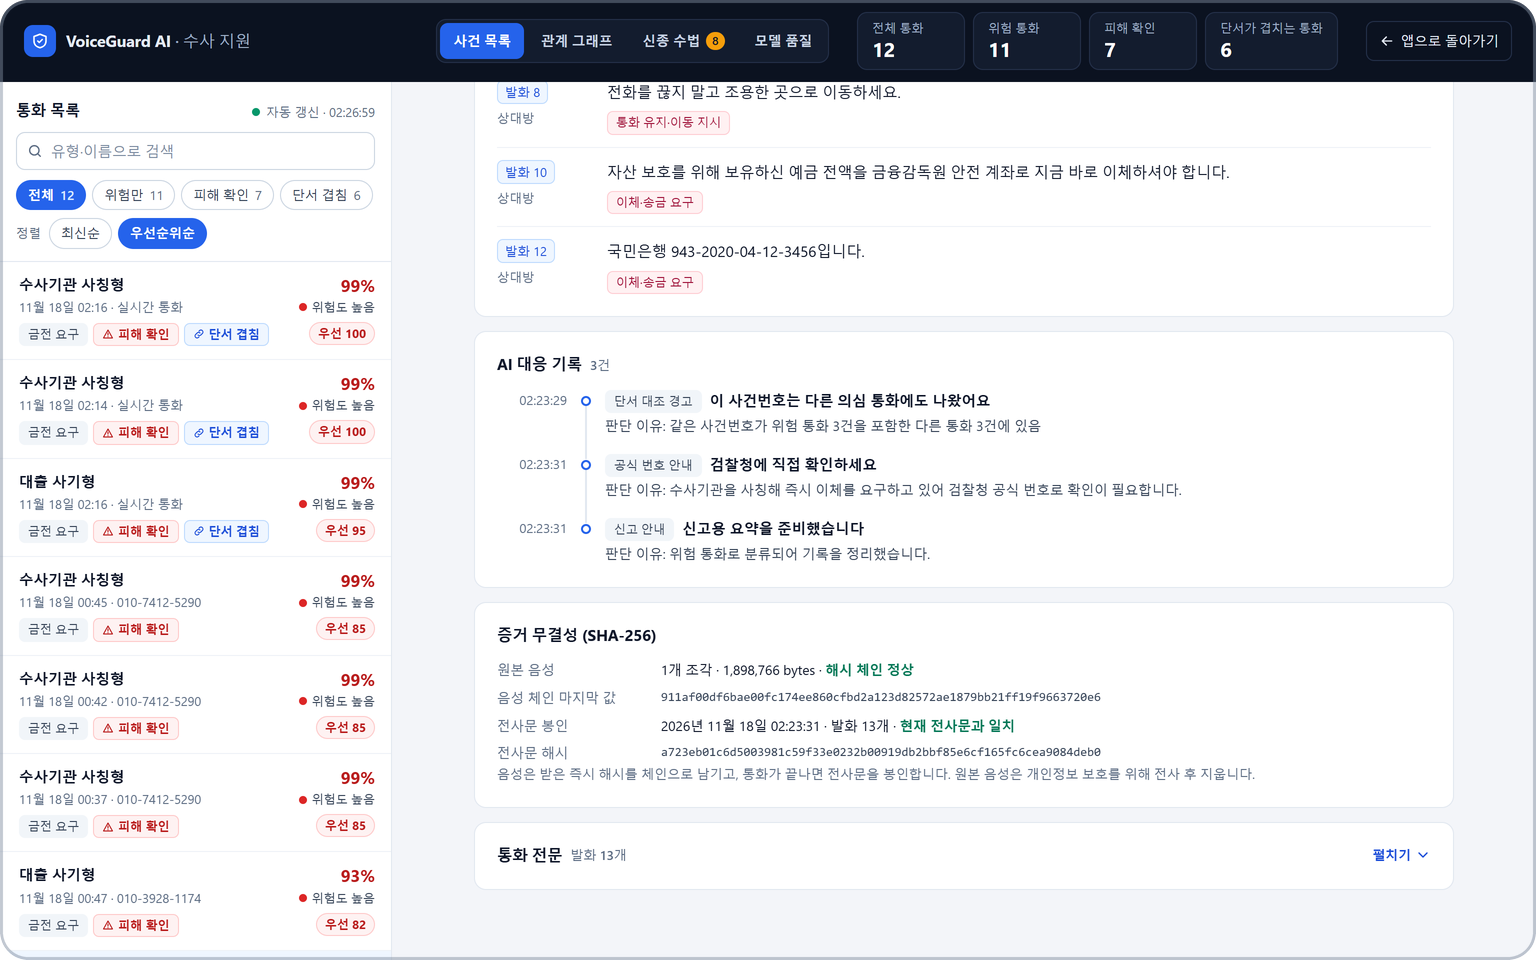 VoiceGuard AI · 수사 지원
사건 목록
관계 그래프
신종 수법 8
모델 품질
전체 통화
12
위험 통화
11
피해 확인
7
단서가 겹치는 통화
6
← 앱으로 돌아가기
통화 목록
자동 갱신 · 02:26:59
유형·이름으로 검색
전체 12
위험만 11
피해 확인 7
단서 겹침 6
정렬
최신순
우선순위순
수사기관 사칭형
99%
11월 18일 02:16 · 실시간 통화
위험도 높음
금전 요구
피해 확인
단서 겹침
우선 100
수사기관 사칭형
99%
11월 18일 02:14 · 실시간 통화
위험도 높음
금전 요구
피해 확인
단서 겹침
우선 100
대출 사기형
99%
11월 18일 02:16 · 실시간 통화
위험도 높음
금전 요구
피해 확인
단서 겹침
우선 95
수사기관 사칭형
99%
11월 18일 00:45 · 010-7412-5290
위험도 높음
금전 요구
피해 확인
우선 85
수사기관 사칭형
99%
11월 18일 00:42 · 010-7412-5290
위험도 높음
금전 요구
피해 확인
우선 85
수사기관 사칭형
99%
11월 18일 00:37 · 010-7412-5290
위험도 높음
금전 요구
피해 확인
우선 85
대출 사기형
93%
11월 18일 00:47 · 010-3928-1174
위험도 높음
금전 요구
피해 확인
우선 82
발화 8
전화를 끊지 말고 조용한 곳으로 이동하세요.
상대방
통화 유지·이동 지시
발화 10
자산 보호를 위해 보유하신 예금 전액을 금융감독원 안전 계좌로 지금 바로 이체하셔야 합니다.
상대방
이체·송금 요구
발화 12
국민은행 943-2020-04-12-3456입니다.
상대방
이체·송금 요구
AI 대응 기록 3건
02:23:29 단서 대조 경고 이 사건번호는 다른 의심 통화에도 나왔어요
판단 이유: 같은 사건번호가 위험 통화 3건을 포함한 다른 통화 3건에 있음
02:23:31 공식 번호 안내 검찰청에 직접 확인하세요
판단 이유: 수사기관을 사칭해 즉시 이체를 요구하고 있어 검찰청 공식 번호로 확인이 필요합니다.
02:23:31 신고 안내 신고용 요약을 준비했습니다
판단 이유: 위험 통화로 분류되어 기록을 정리했습니다.
증거 무결성 (SHA-256)
원본 음성 1개 조각 · 1,898,766 bytes · 해시 체인 정상
음성 체인 마지막 값 911af00df6bae00fc174ee860cfbd2a123d82572ae1879bb21ff19f9663720e6
전사문 봉인 2026년 11월 18일 02:23:31 · 발화 13개 · 현재 전사문과 일치
전사문 해시 a723eb01c6d5003981c59f33e0232b00919db2bbf85e6cf165fc6cea9084deb0
음성은 받은 즉시 해시를 체인으로 남기고, 통화가 끝나면 전사문을 봉인합니다. 원본 음성은 개인정보 보호를 위해 전사 후 지웁니다.
통화 전문 발화 13개
펼치기